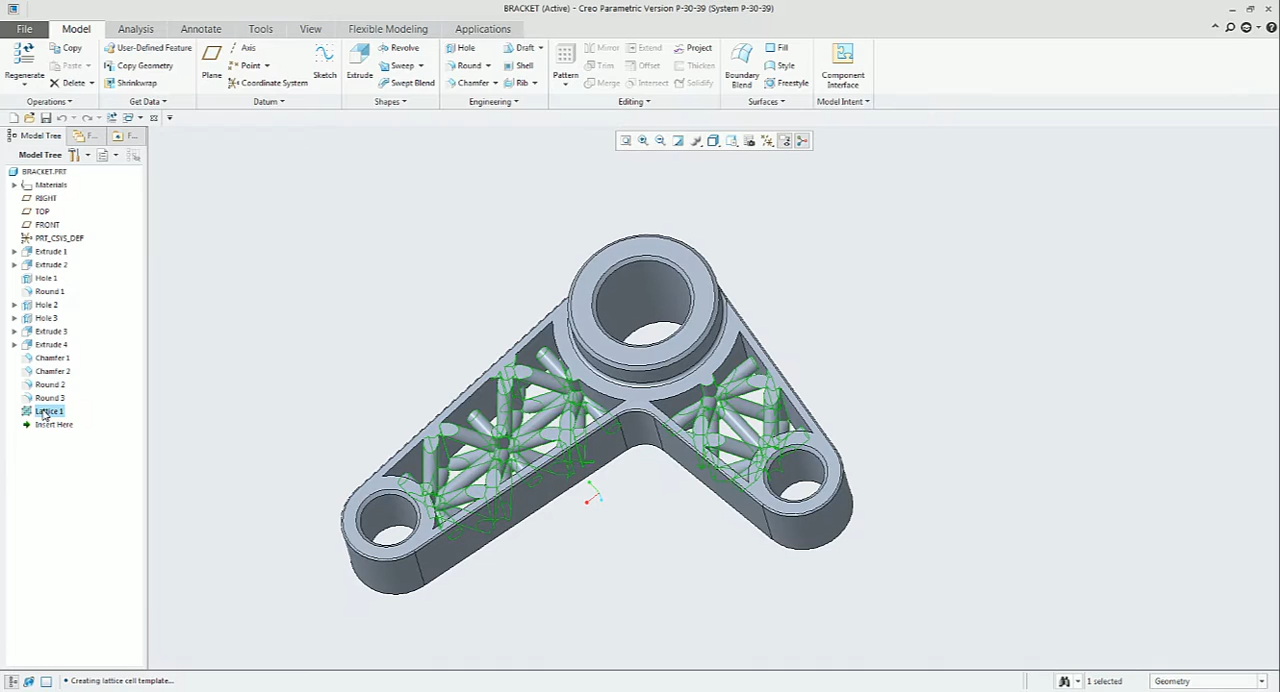 BRACKET (Active) - Creo Parametric Version P-30-39 (System P-30-39)
File Model Analysis Annotate Tools View Flexible Modeling Applications
Regenerate
Copy
Paste
Delete
Operations
User-Defined Feature
Copy Geometry
Shrinkwrap
Get Data
Plane
Axis
Point
Coordinate System
Sketch
Datum
Extrude
Revolve
Sweep
Swept Blend
Shapes
Hole
Round
Chamfer
Draft
Shell
Rib
Engineering
Pattern
Mirror
Trim
Merge
Extend
Offset
Intersect
Project
Thicken
Solidify
Editing
Boundary
Blend
Fill
Style
Freestyle
Surfaces
Component
Interface
Model Intent
Model Tree F... F...
Model Tree
BRACKET.PRT
Materials
RIGHT
TOP
FRONT
PRT_CSYS_DEF
Extrude 1
Extrude 2
Hole 1
Round 1
Hole 2
Hole 3
Extrude 3
Extrude 4
Chamfer 1
Chamfer 2
Round 2
Round 3
Lattice 1
Insert Here
• Creating lattice cell template...
1 selected
Geometry